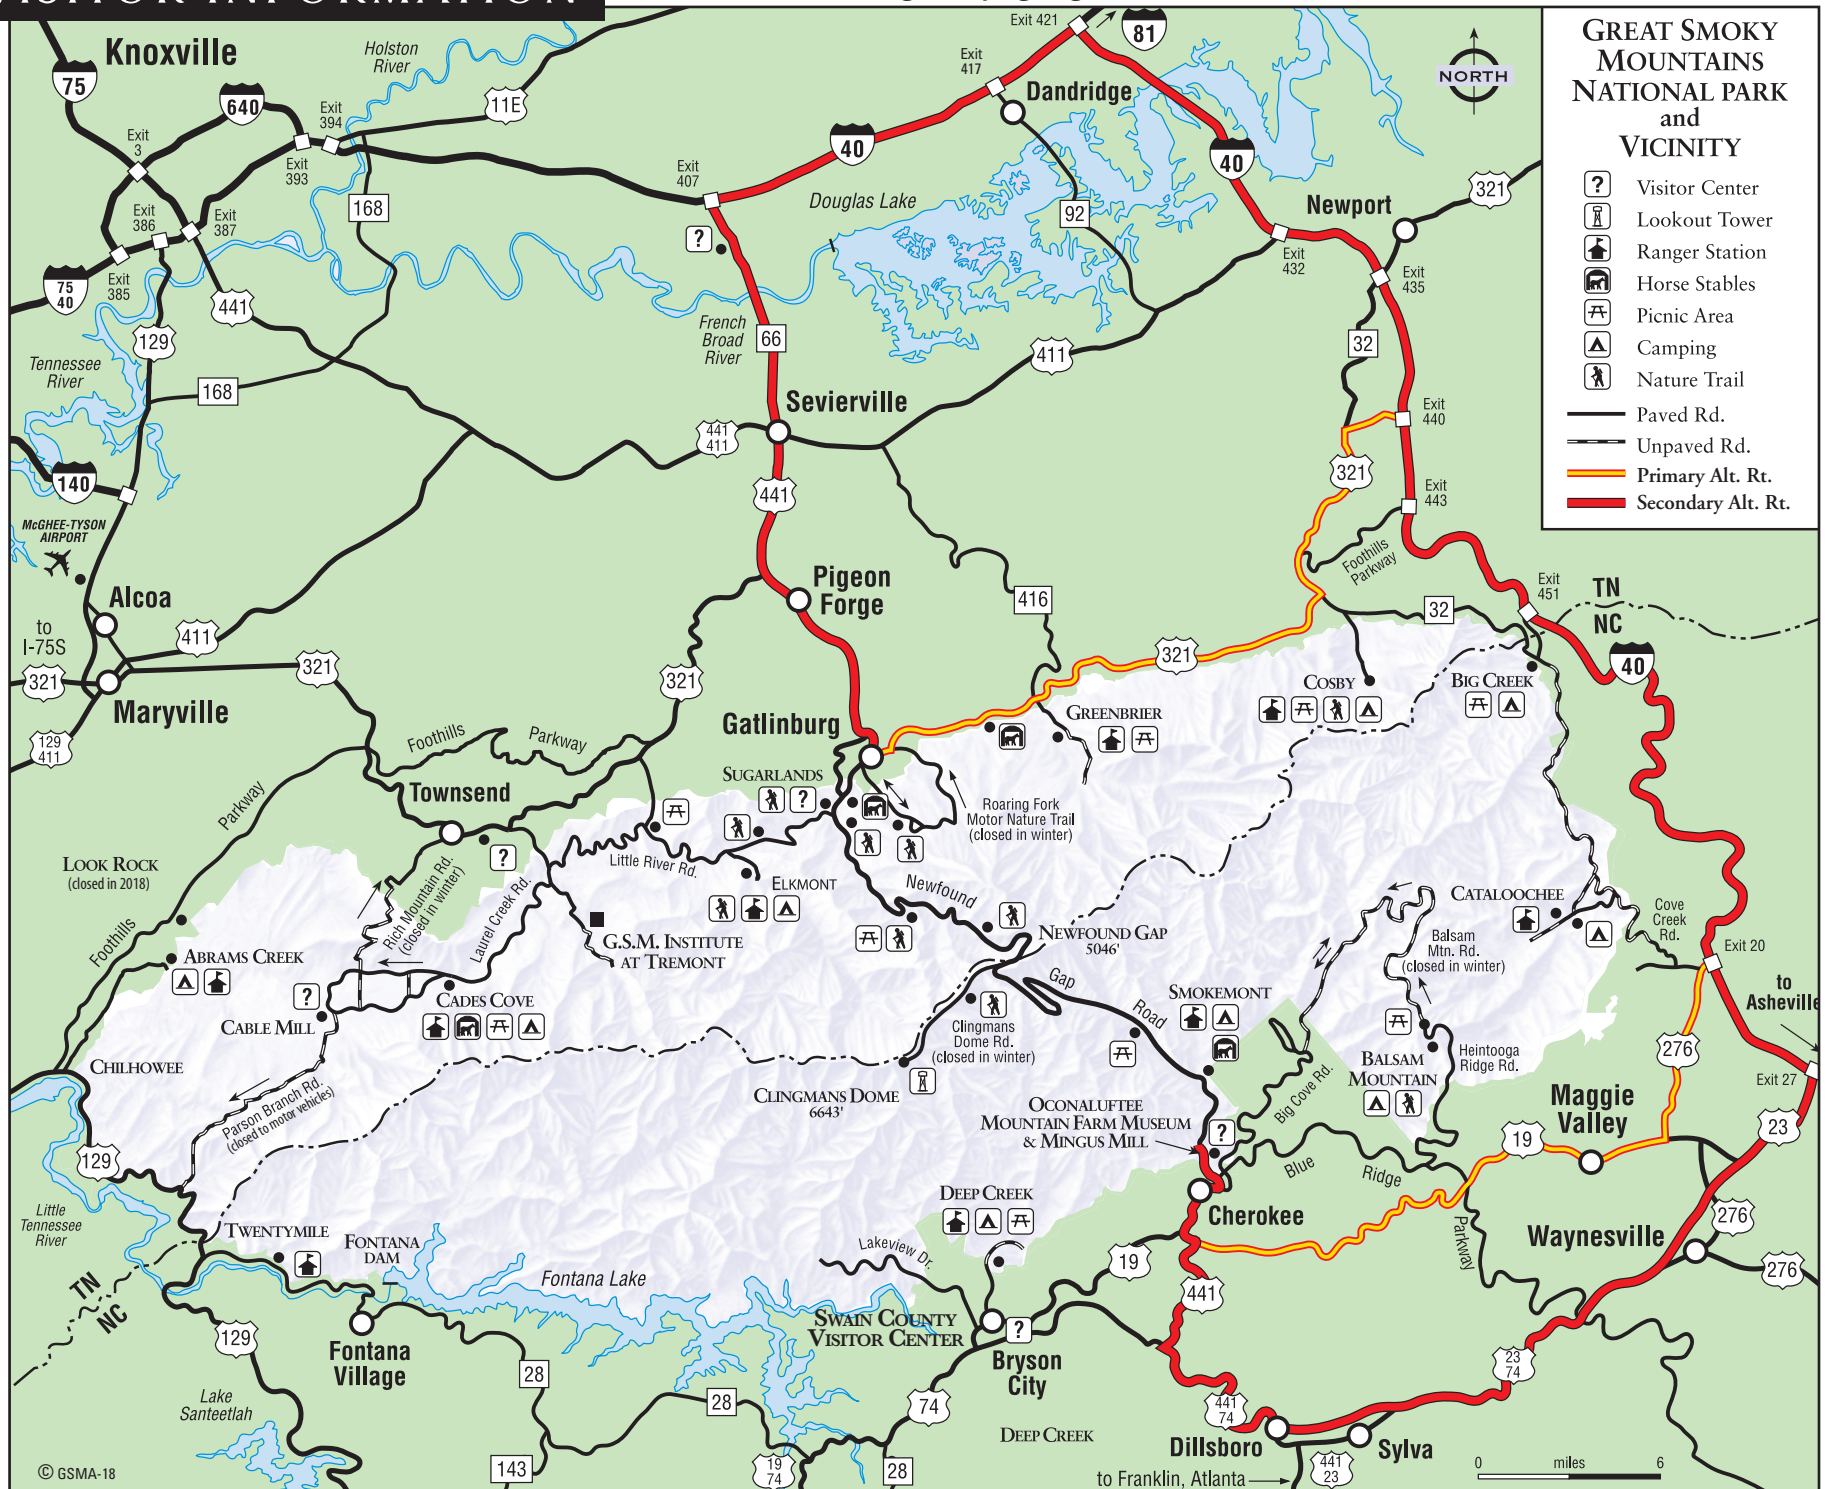 VISITOR INFORMATION
GREAT SMOKY
MOUNTAINS
NATIONAL PARK
and
VICINITY
Visitor Center
Lookout Tower
Ranger Station
Horse Stables
Picnic Area
Camping
Nature Trail
Paved Rd.
Unpaved Rd.
Primary Alt. Rt.
Secondary Alt. Rt.
NORTH
Knoxville
Holston
River
75
640
Exit
394
11E
Exit
3
Exit
393
Exit
386
Exit
387
Exit
385
168
75
40
441
129
Tennessee
River
168
140
McGHEE-TYSON
AIRPORT
Alcoa
to
I-75S
411
321
321
Maryville
129
411
Exit 421
81
Exit
417
Dandridge
40
40
Exit
407
Douglas Lake
92
Newport
321
Exit
432
Exit
435
French
Broad
River
66
411
32
Sevierville
441
411
441
Exit
440
321
Exit
443
Foothills
Parkway
Pigeon
Forge
416
32
Exit
451
TN
NC
40
321
321
Gatlinburg
Foothills
Parkway
COSBY
BIG CREEK
GREENBRIER
Townsend
SUGARLANDS
Roaring Fork
Motor Nature Trail
(closed in winter)
Parkway
LOOK ROCK
(closed in 2018)
Foothills
Rich Mountain Rd.
(closed in winter)
Laurel Creek Rd.
Little River Rd.
ELKMONT
Newfound
G.S.M. INSTITUTE
AT TREMONT
NEWFOUND GAP
5046'
Gap
Road
CATALOOCHEE
Cove
Creek
Rd.
Balsam
Mtn. Rd.
(closed in winter)
Exit 20
to
Asheville
ABRAMS CREEK
CADES COVE
CABLE MILL
SMOKEMONT
Clingmans
Dome Rd.
(closed in winter)
Heintooga
Ridge Rd.
276
CHILHOWEE
Parson Branch Rd.
(closed to motor vehicles)
CLINGMANS DOME
6643'
BALSAM
MOUNTAIN
Big Cove Rd.
Exit 27
OCONALUFTEE
MOUNTAIN FARM MUSEUM
& MINGUS MILL
Maggie
Valley
23
19
129
Blue
Ridge
Parkway
DEEP CREEK
Cherokee
Little
Tennessee
River
TWENTYMILE
FONTANA
DAM
Lakeview Dr.
Waynesville
276
276
TN
NC
Fontana Lake
19
441
129
Fontana
Village
SWAIN COUNTY
VISITOR CENTER
Bryson
City
28
28
74
23
74
441
74
Lake
Santeetlah
DEEP CREEK
Dillsboro
Sylva
© GSMA-18
143
19
74
28
to Franklin, Atlanta
441
23
0 miles 6